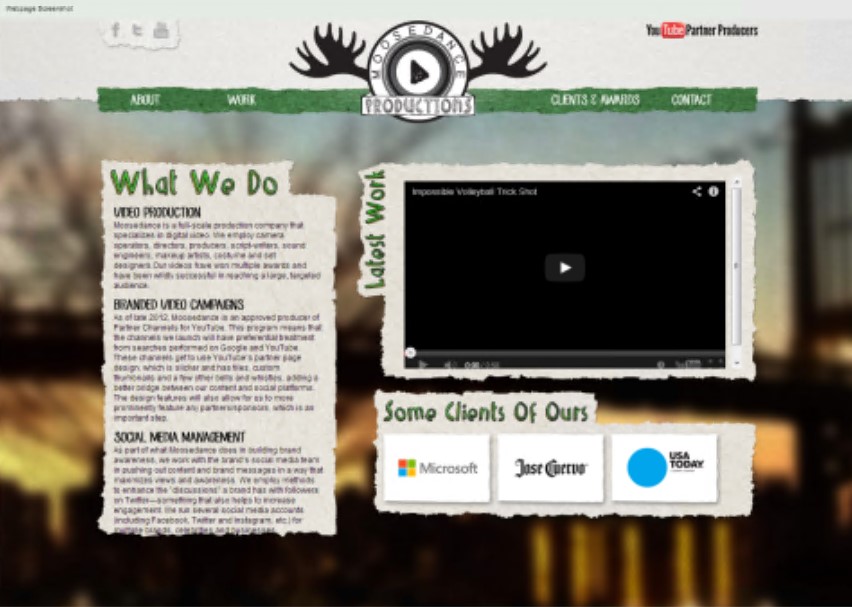 Webpage Screenshot
You Tube Partner Producers
MOOSEDANCE
PRODUCTIONS
ABOUT
WORK
CLIENTS & AWARDS
CONTACT
What We Do
VIDEO PRODUCTION
Moosedance is a full-scale production company that
specializes in digital video. We employ camera
operators, directors, producers, script-writers, sound
engineers, makeup artists, costume and set
designers. Our videos have won multiple awards and
have been wildly successful in reaching a large, targeted
audience.
BRANDED VIDEO CAMPAIGNS
As of late 2012, Moosedance is an approved producer of
Partner Channels for YouTube. This program means that
the channels we launch will have preferential treatment
from searches performed on Google and YouTube.
These channels get to use YouTube's partner page
design, which is slicker and has tiles, custom
thumbnails and a few other bells and whistles, adding a
better bridge between our content and social platforms.
The design features will also allow for us to more
prominently feature any partner/sponsors, which is an
important step.
SOCIAL MEDIA MANAGEMENT
As part of what Moosedance does in building brand
awareness, we work with the brand's social media team
in pushing out content and brand messages in a way that
maximizes views and awareness. We employ methods
to enhance the "discussions" a brand has with followers
on Twitter—something that also helps to increase
engagement. We run several social media accounts
(including Facebook, Twitter and Instagram, etc.) for
multiple brands, celebrities and businesses.
Latest Work
Impossible Volleyball Trick Shot
Some Clients Of Ours
Microsoft
Jose Cuervo
USA
TODAY